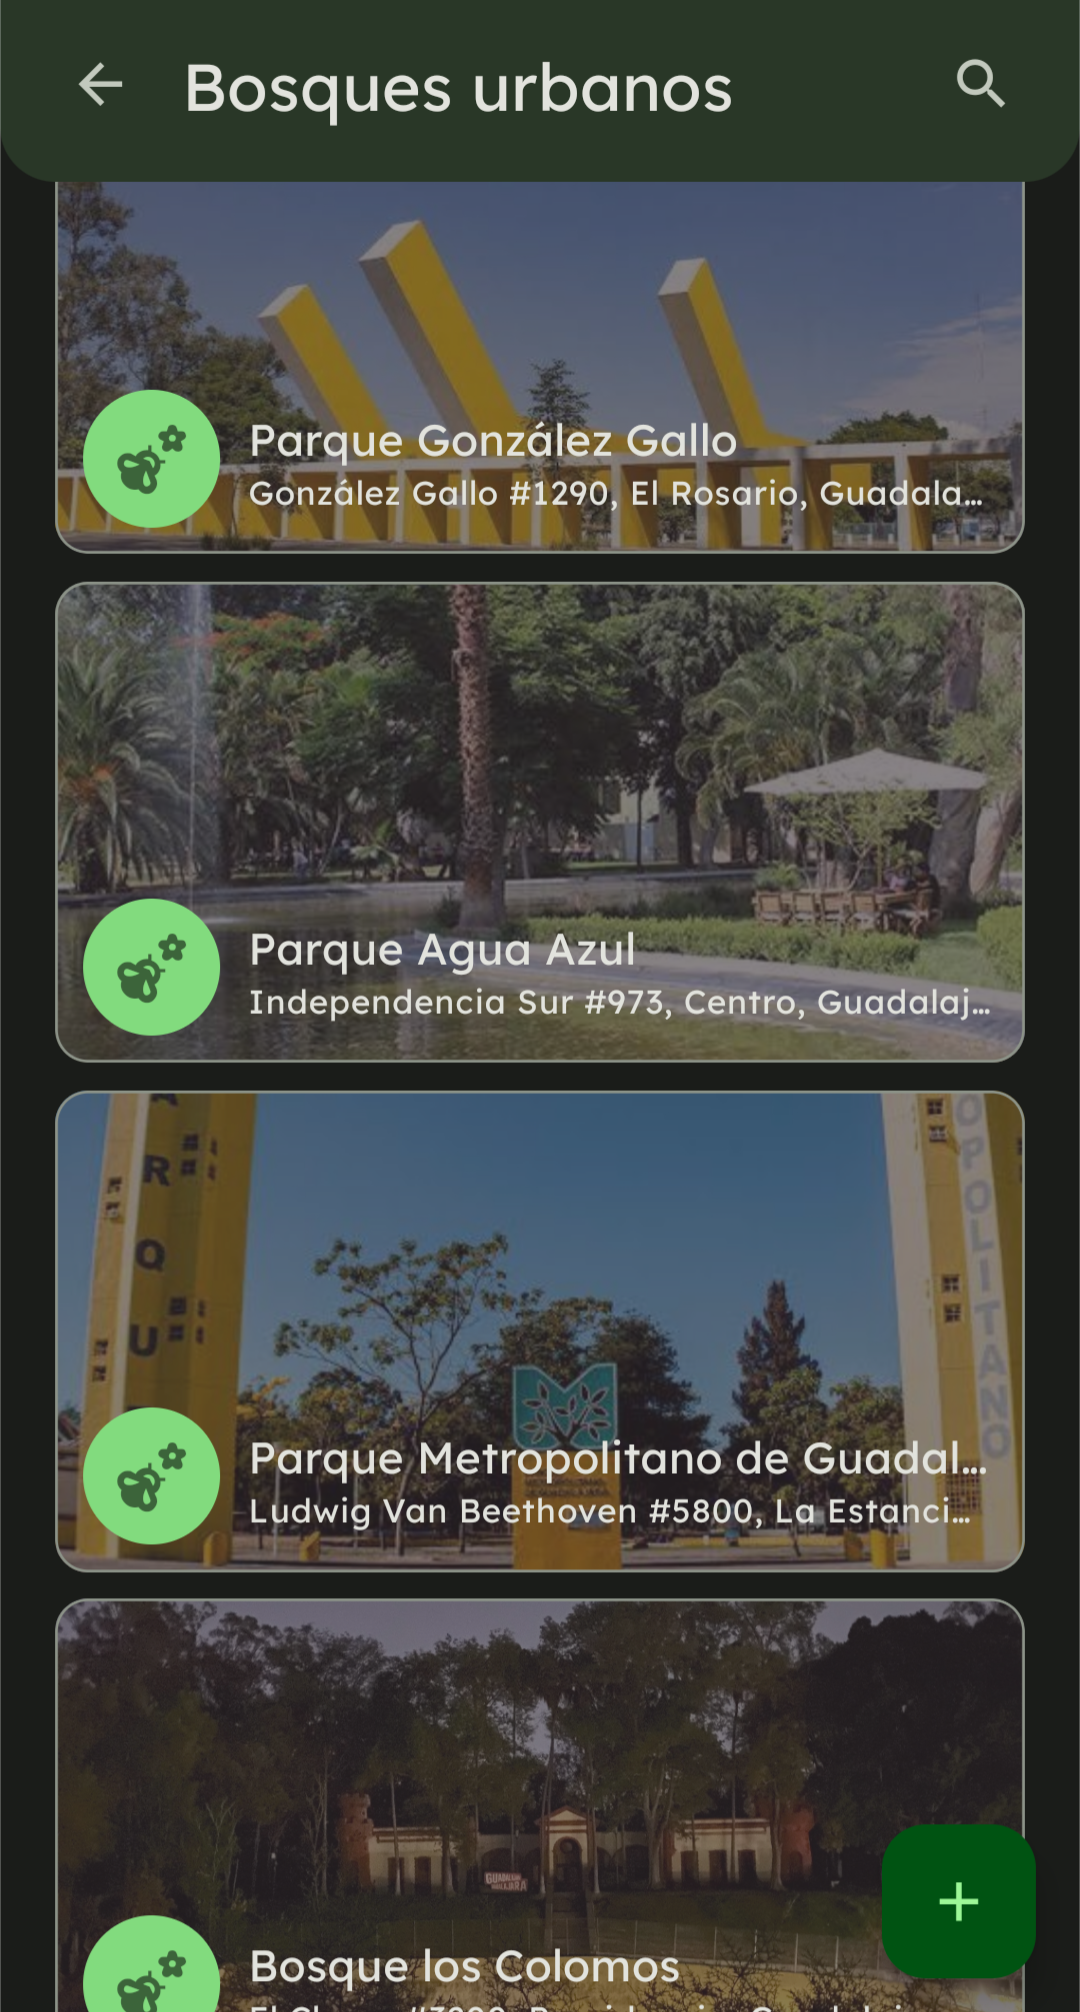 Bosques urbanos
Parque González Gallo
González Gallo #1290, El Rosario, Guadala...
Parque Agua Azul
Independencia Sur #973, Centro, Guadalaj...
R
Q
U
OPOLITANO
Parque Metropolitano de Guadal...
Ludwig Van Beethoven #5800, La Estanci...
Bosque los Colomos